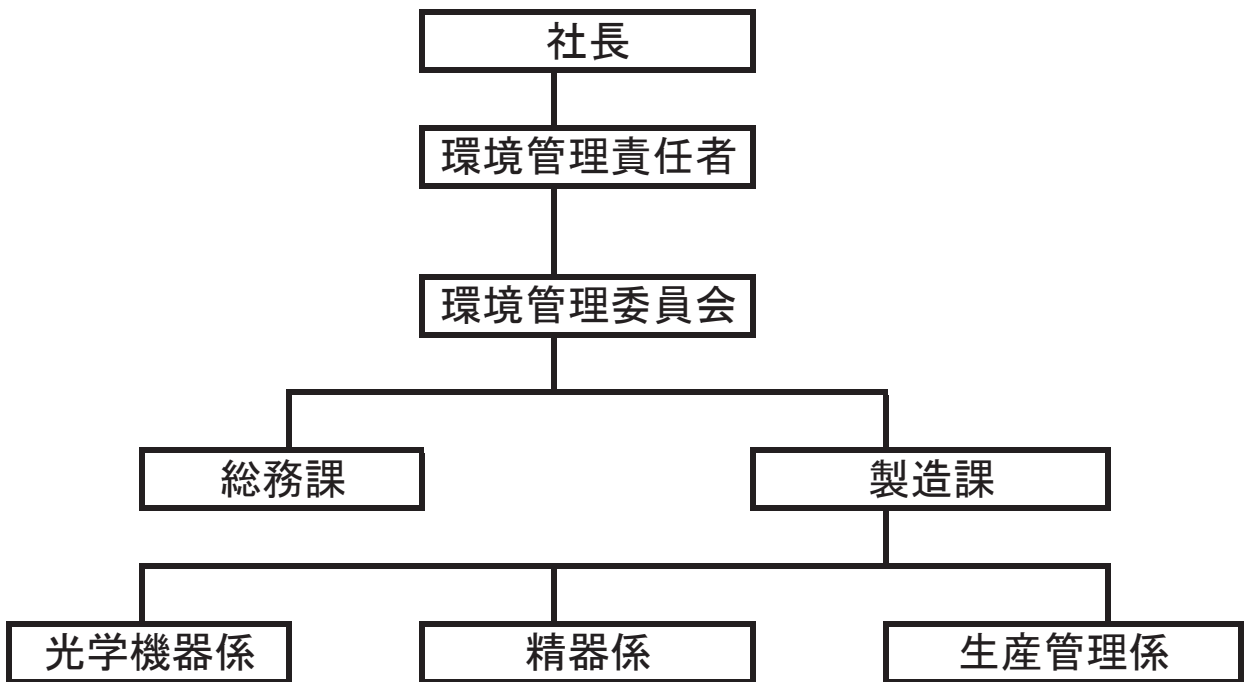 社長
環境管理責任者
環境管理委員会
総務課
製造課
光学機器係
精器係
生産管理係